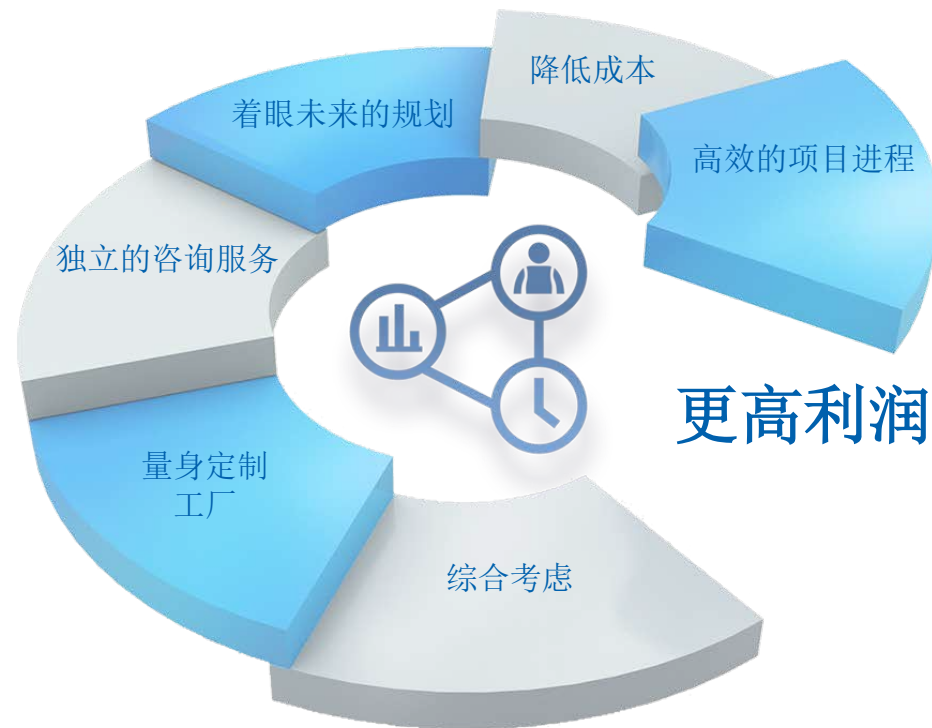 降低成本
着眼未来的规划
高效的项目进程
独立的咨询服务
更高利润
量身定制
工厂
综合考虑